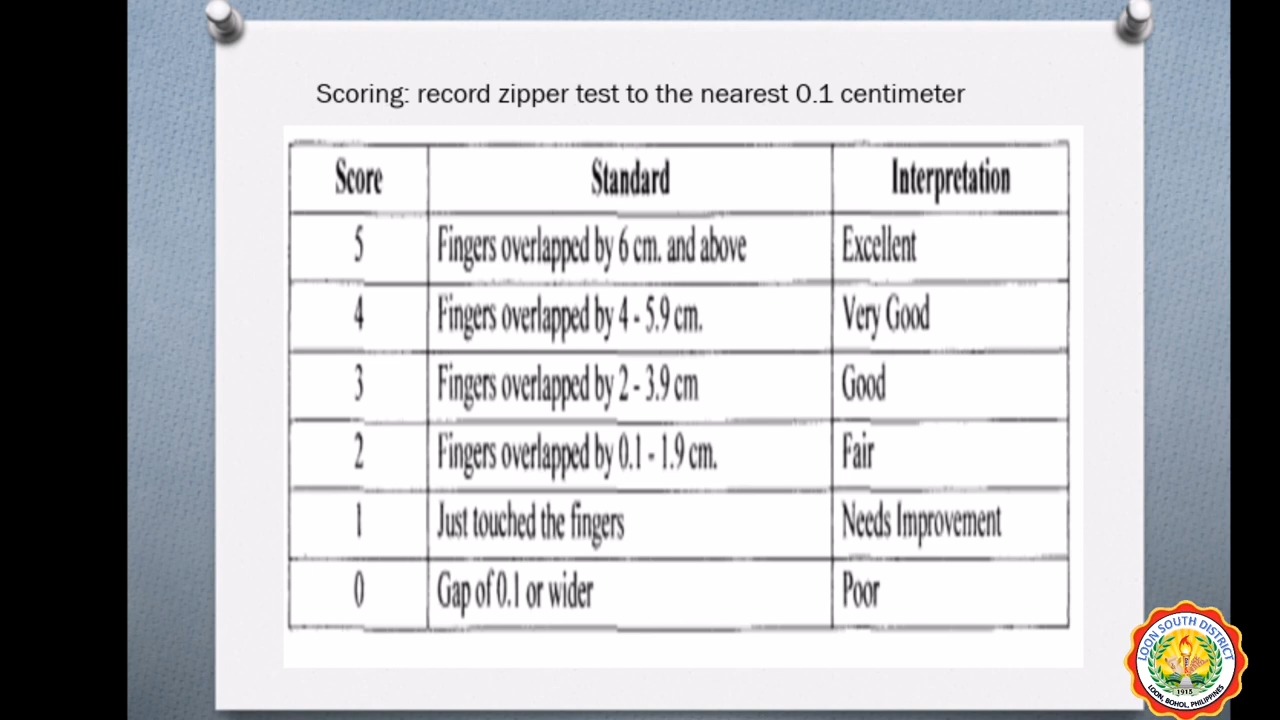 Scoring: record zipper test to the nearest 0.1 centimeter
Score Standard Interpretation
5 Fingers overlapped by 6 cm. and above Excellent
4 Fingers overlapped by 4 - 5.9 cm. Very Good
3 Fingers overlapped by 2 - 3.9 cm Good
2 Fingers overlapped by 0.1 - 1.9 cm. Fair
1 Just touched the fingers Needs Improvement
0 Gap of 0.1 or wider Poor
LOON SOUTH DISTRICT
1915
LOON, BOHOL, PHILIPPINES